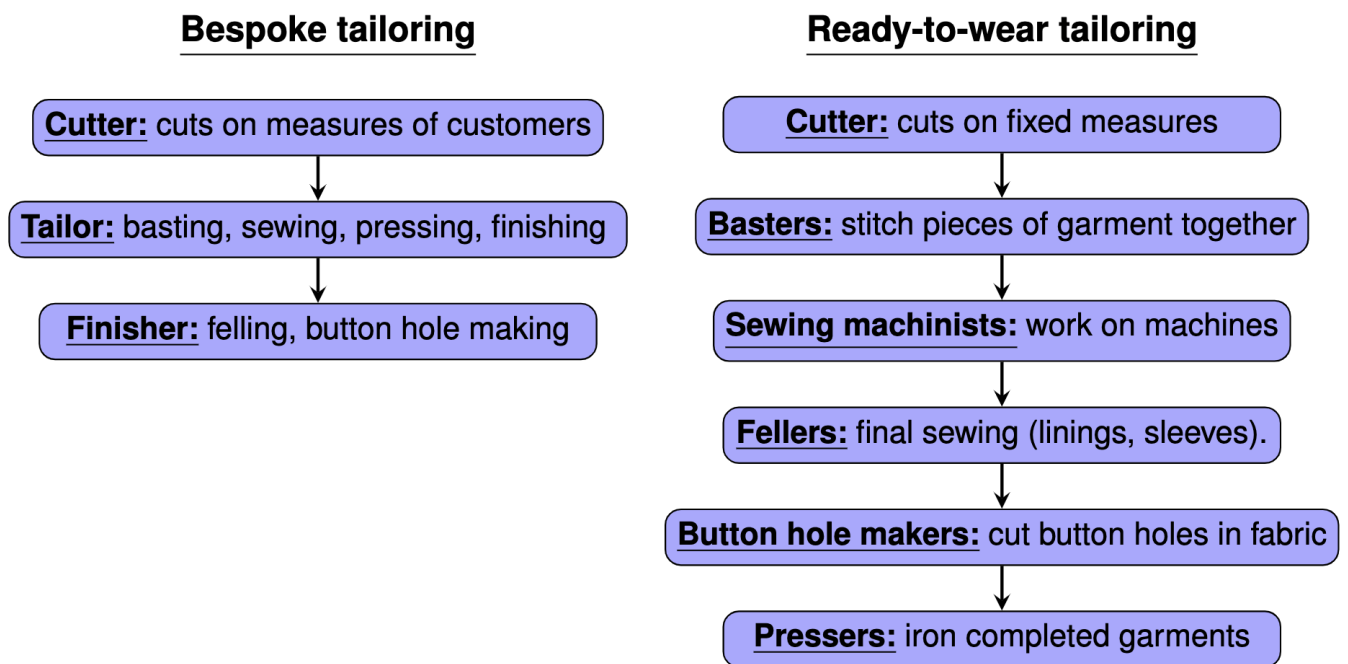 Bespoke tailoring
Cutter: cuts on measures of customers
Tailor: basting, sewing, pressing, finishing
Finisher: felling, button hole making
Ready-to-wear tailoring
Cutter: cuts on fixed measures
Basters: stitch pieces of garment together
Sewing machinists: work on machines
Fellers: final sewing (linings, sleeves).
Button hole makers: cut button holes in fabric
Pressers: iron completed garments